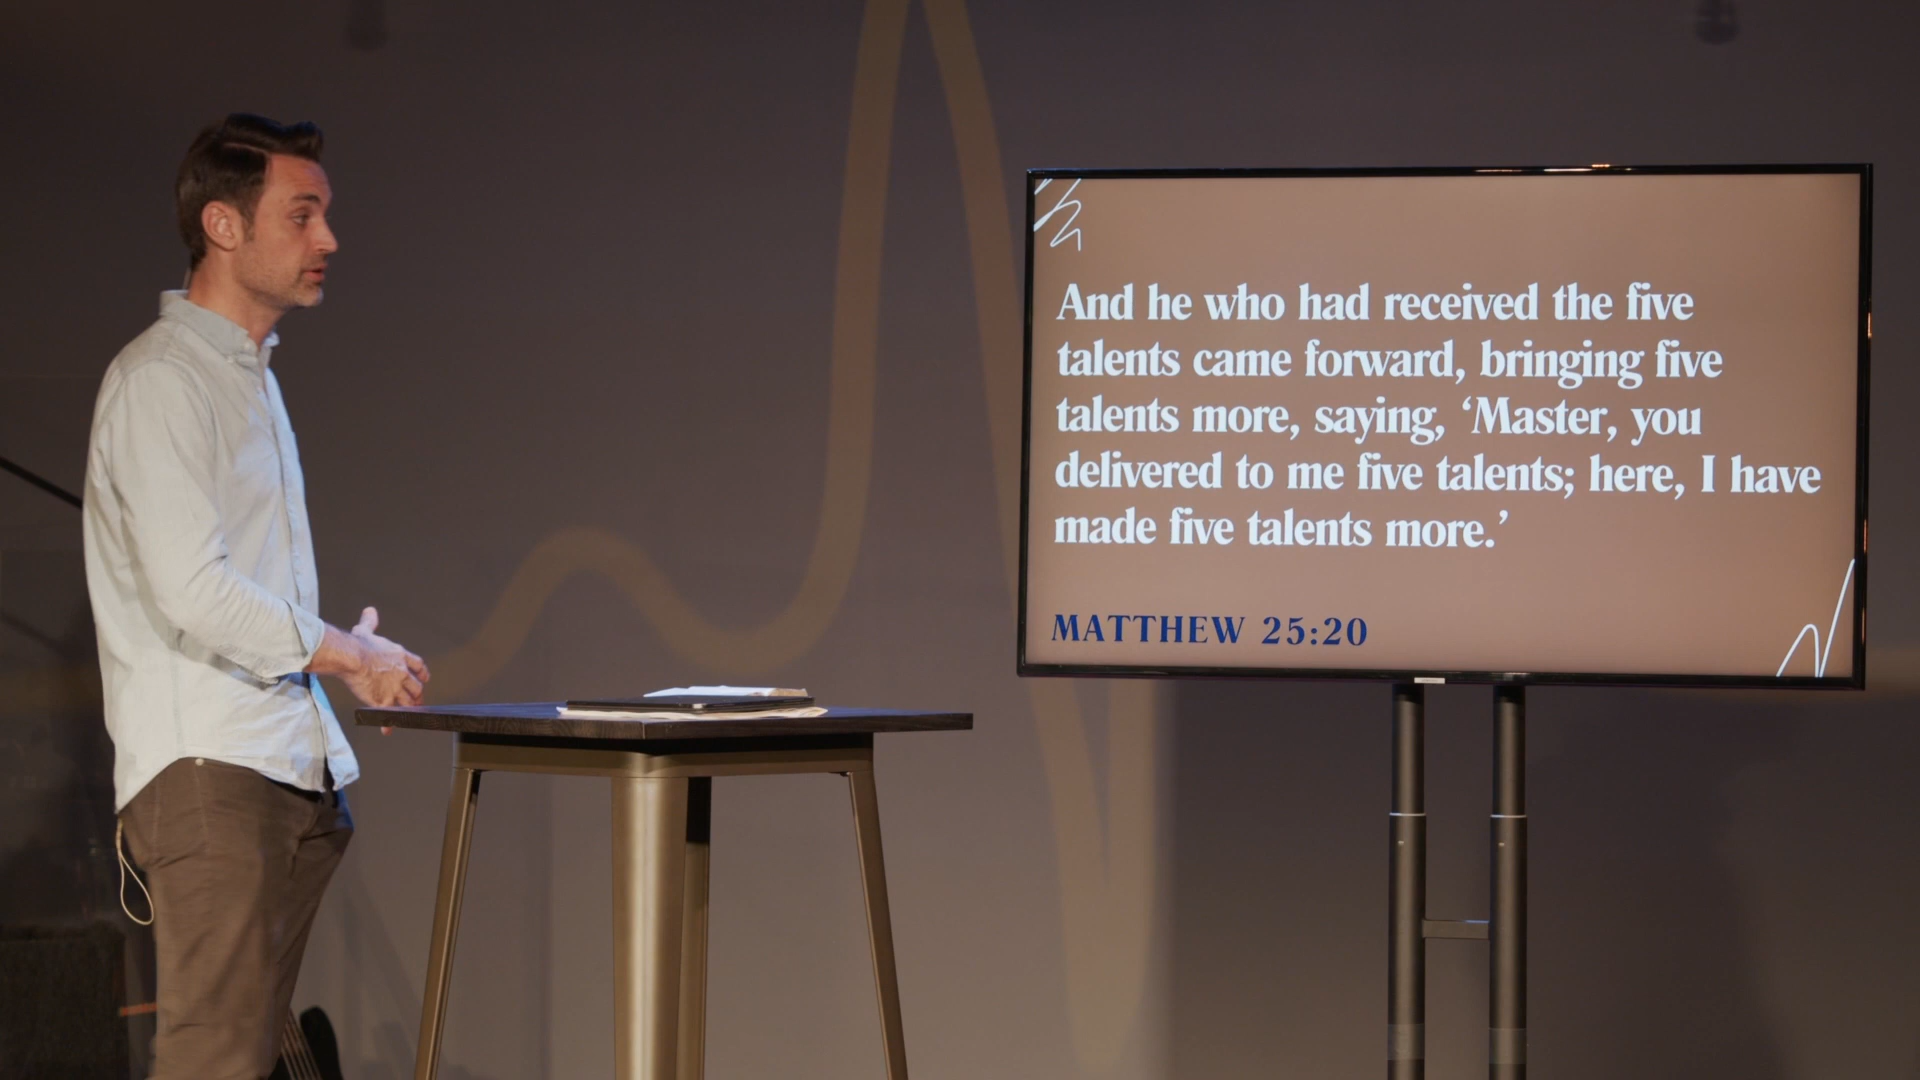 And he who had received the five
talents came forward, bringing five
talents more, saying, ‘Master, you
delivered to me five talents; here, I have
made five talents more.’
MATTHEW 25:20